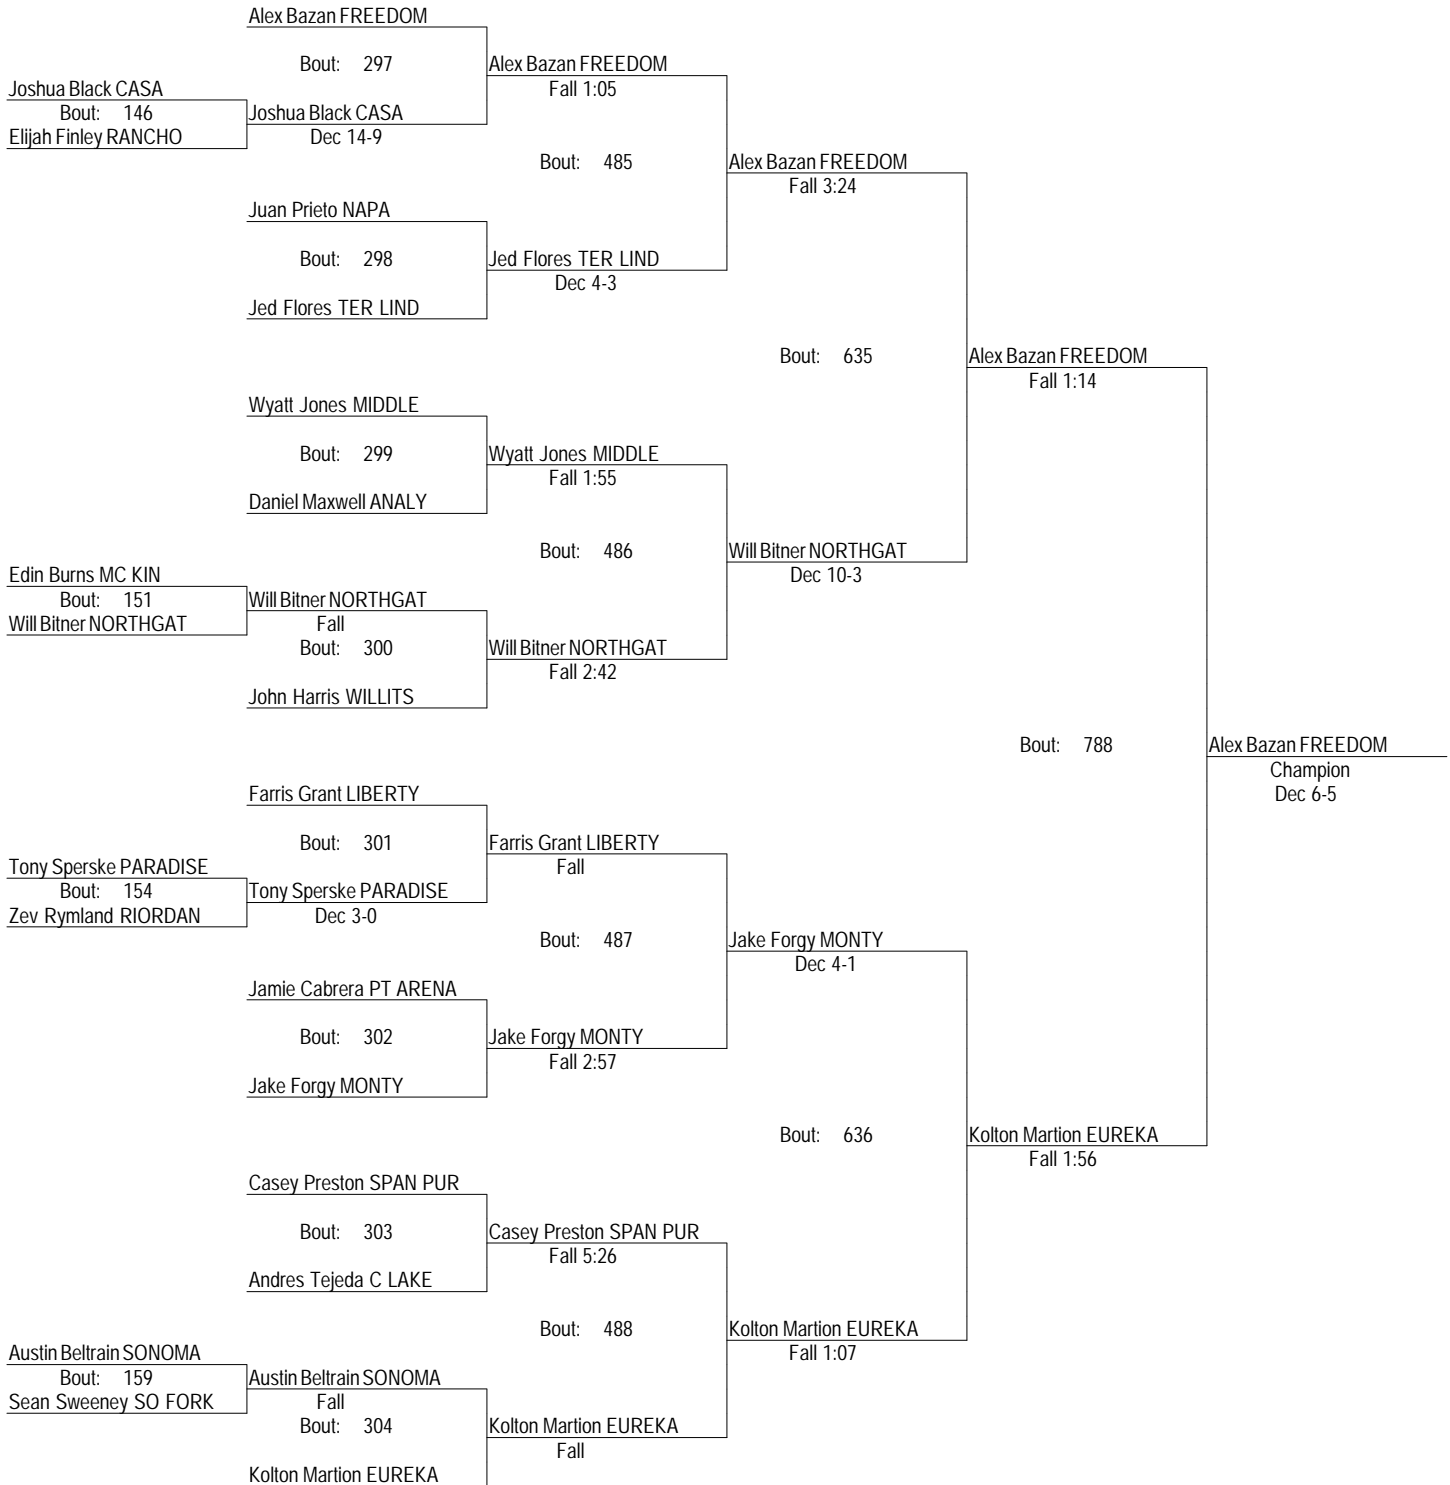 Alex Bazan FREEDOM
Bout: 297
Alex Bazan FREEDOM
Joshua Black CASA
Fall 1:05
Bout: 146
Joshua Black CASA
Elijah Finley RANCHO
Dec 14-9
Bout: 485
Alex Bazan FREEDOM
Fall 3:24
Juan Prieto NAPA
Bout: 298
Jed Flores TER LIND
Dec 4-3
Jed Flores TER LIND
Bout: 635
Alex Bazan FREEDOM
Fall 1:14
Wyatt Jones MIDDLE
Bout: 299
Wyatt Jones MIDDLE
Fall 1:55
Daniel Maxwell ANALY
Bout: 486
Will Bitner NORTHGAT
Dec 10-3
Edin Burns MC KIN
Bout: 151
Will Bitner NORTHGAT
Will Bitner NORTHGAT
Fall
Bout: 300
Will Bitner NORTHGAT
Fall 2:42
John Harris WILLITS
Bout: 788
Alex Bazan FREEDOM
Champion
Dec 6-5
Farris Grant LIBERTY
Bout: 301
Farris Grant LIBERTY
Fall
Tony Sperske PARADISE
Bout: 154
Tony Sperske PARADISE
Zev Rymland RIORDAN
Dec 3-0
Bout: 487
Jake Forgy MONTY
Dec 4-1
Jamie Cabrera PT ARENA
Bout: 302
Jake Forgy MONTY
Fall 2:57
Jake Forgy MONTY
Bout: 636
Kolton Martion EUREKA
Fall 1:56
Casey Preston SPAN PUR
Bout: 303
Casey Preston SPAN PUR
Fall 5:26
Andres Tejeda C LAKE
Bout: 488
Kolton Martion EUREKA
Fall 1:07
Austin Beltrain SONOMA
Bout: 159
Austin Beltrain SONOMA
Sean Sweeney SO FORK
Fall
Bout: 304
Kolton Martion EUREKA
Fall
Kolton Martion EUREKA